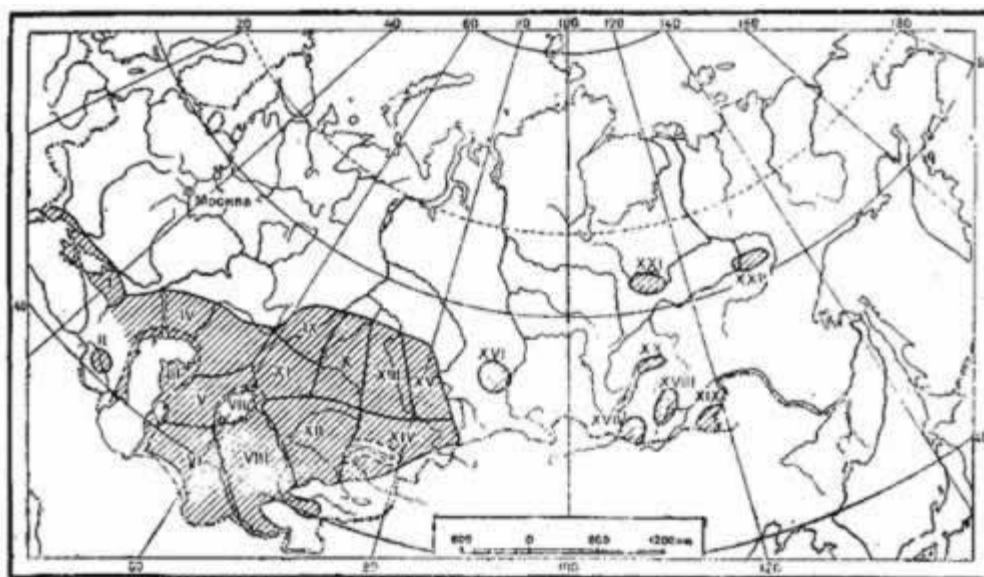 20 40 60 80 100 120 140 160 180
Москва
XXI
XXII
IV
IX
II
XVI
XX
III
XI
X
XIII
XV
V
XVIII
VII
XVII
XIX
XII
XIV
VI
VIII
600 0 600 1200 км
60 80 100 120